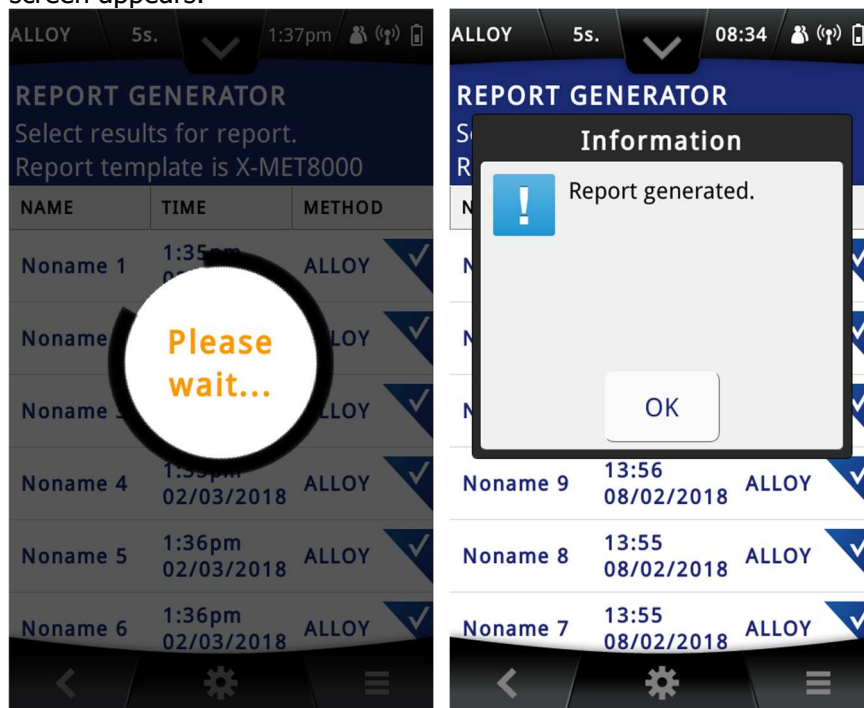 screen appears.
ALLOY 5s. 1:37pm
REPORT GENERATOR
Select results for report.
Report template is X-MET8000
NAME TIME METHOD
Noname 1 1:35pm ALLOY
Noname
Please
wait...
Noname
Noname 4
02/03/2018 ALLOY
Noname 5 1:36pm
02/03/2018 ALLOY
Noname 6 1:36pm
02/03/2018 ALLOY
ALLOY 5s. 08:34
REPORT GENERATOR
Information
Report generated.
OK
Noname 9 13:56
08/02/2018 ALLOY
Noname 8 13:55
08/02/2018 ALLOY
Noname 7 13:55
08/02/2018 ALLOY